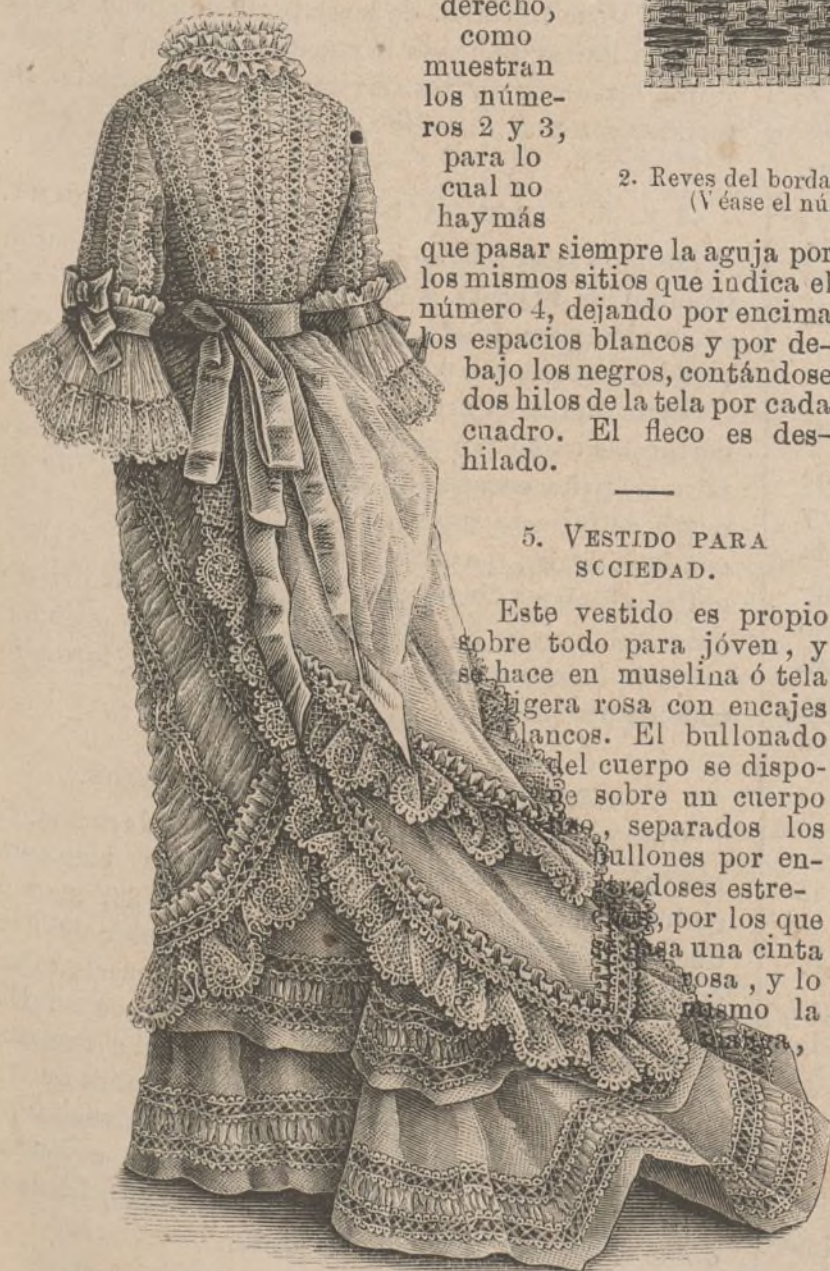 derecho,
como
muestran
los núme-
ros 2 y 3,
para lo
cual no
haymás
que pasar siempre la aguja por
los mismos sitios que indica el
número 4, dejando por encima
los espacios blancos y por de-
bajo los negros, contándose
dos hilos de la tela por cada
cuadro. El fleco es des-
hilado.
2. Reves del borda
(Véase el nú
5. VESTIDO PARA
SOCIEDAD.
Este vestido es propio
sobre todo para jóven, y
se hace en muselina ó tela
ligera rosa con encajes
blancos. El bullonado
del cuerpo se dispo-
ne sobre un cuerpo
liso, separados los
bullones por en-
tredoses estre-
chos, por los que
pasa una cinta
rosa, y lo
mismo la
manga,